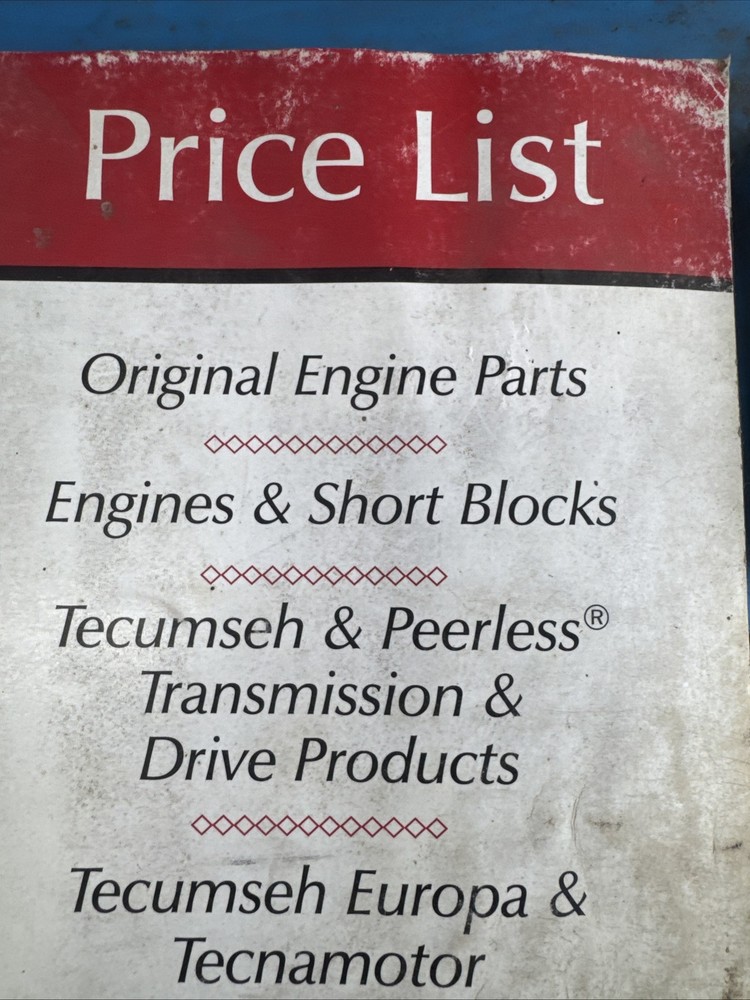 Price List
Original Engine Parts
Engines & Short Blocks
Tecumseh & Peerless®
Transmission &
Drive Products
Tecumseh Europa &
Tecnamotor